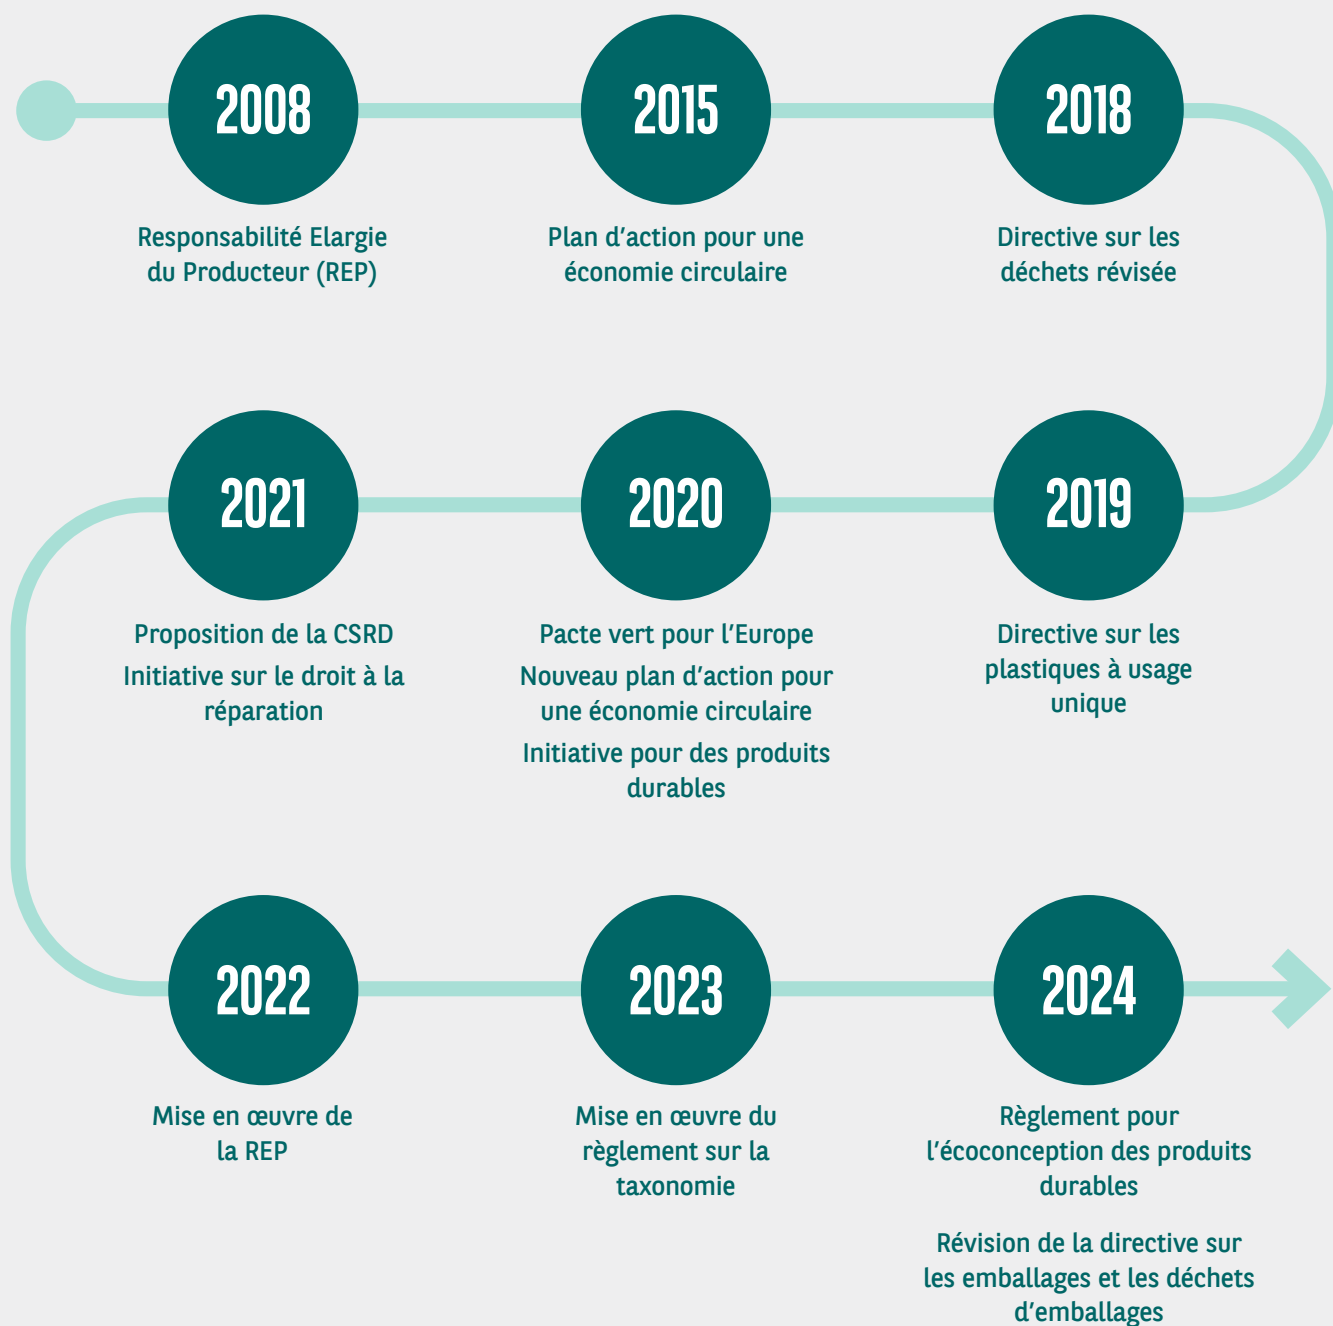 2008
Responsabilité Elargie
du Producteur (REP)
2015
Plan d'action pour une
économie circulaire
2018
Directive sur les
déchets révisée
2019
Directive sur les
plastiques à usage
unique
2020
Pacte vert pour l'Europe
Nouveau plan d'action pour
une économie circulaire
Initiative pour des produits
durables
2021
Proposition de la CSRD
Initiative sur le droit à la
réparation
2022
Mise en œuvre de
la REP
2023
Mise en œuvre du
règlement sur la
taxonomie
2024
Règlement pour
l'écoconception des produits
durables
Révision de la directive sur
les emballages et les déchets
d'emballages